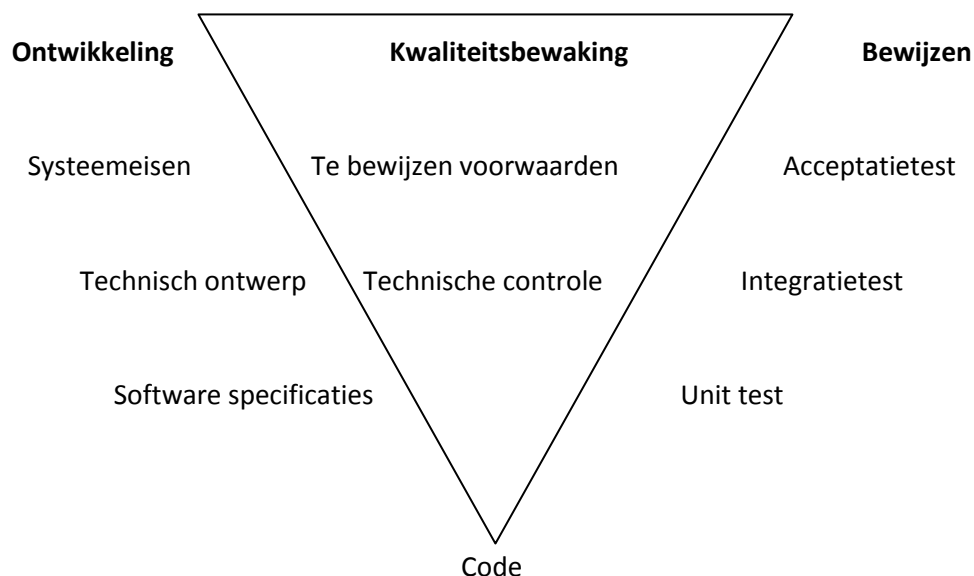 Ontwikkeling Kwaliteitsbewaking Bewijzen
Systeemeisen Te bewijzen voorwaarden Acceptatietest
Technisch ontwerp Technische controle Integratietest
Software specificaties Unit test
Code